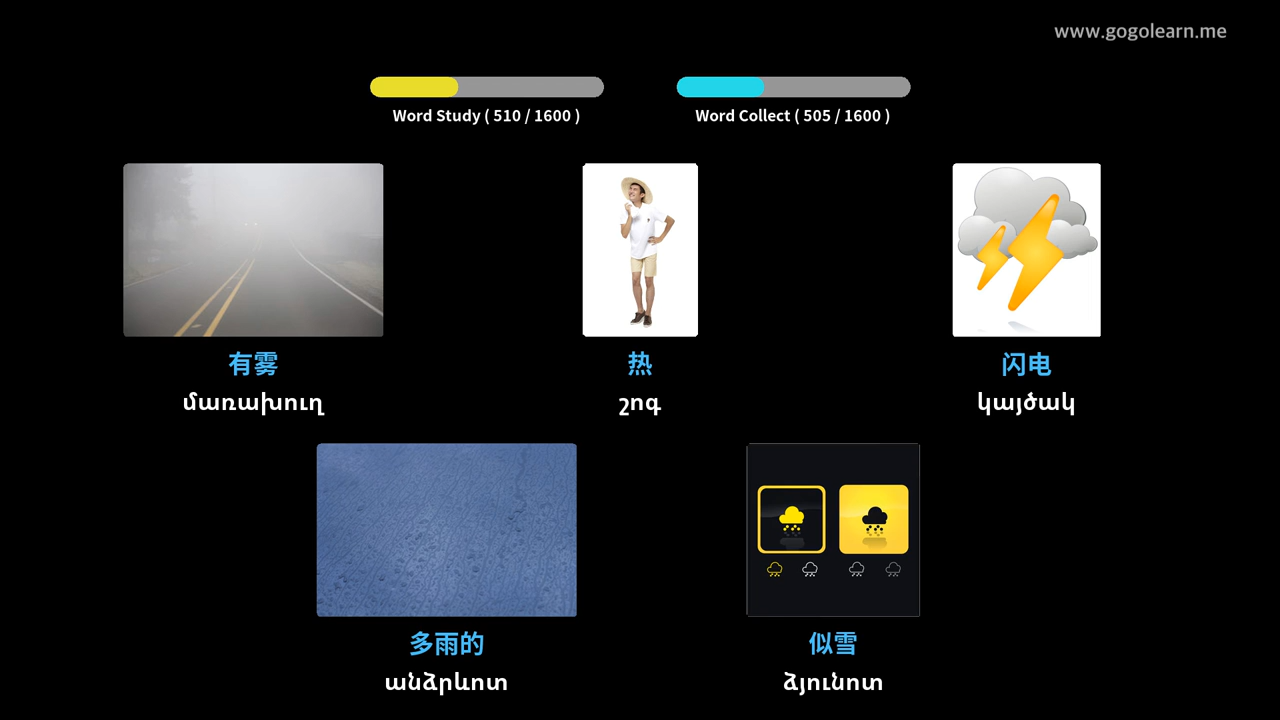 www.gogolearn.me
Word Study ( 510 / 1600 )
Word Collect ( 505 / 1600 )
有雾
մառախուղ
热
շոգ
闪电
կայծակ
多雨的
անձրևոտ
似雪
ձյունոտ